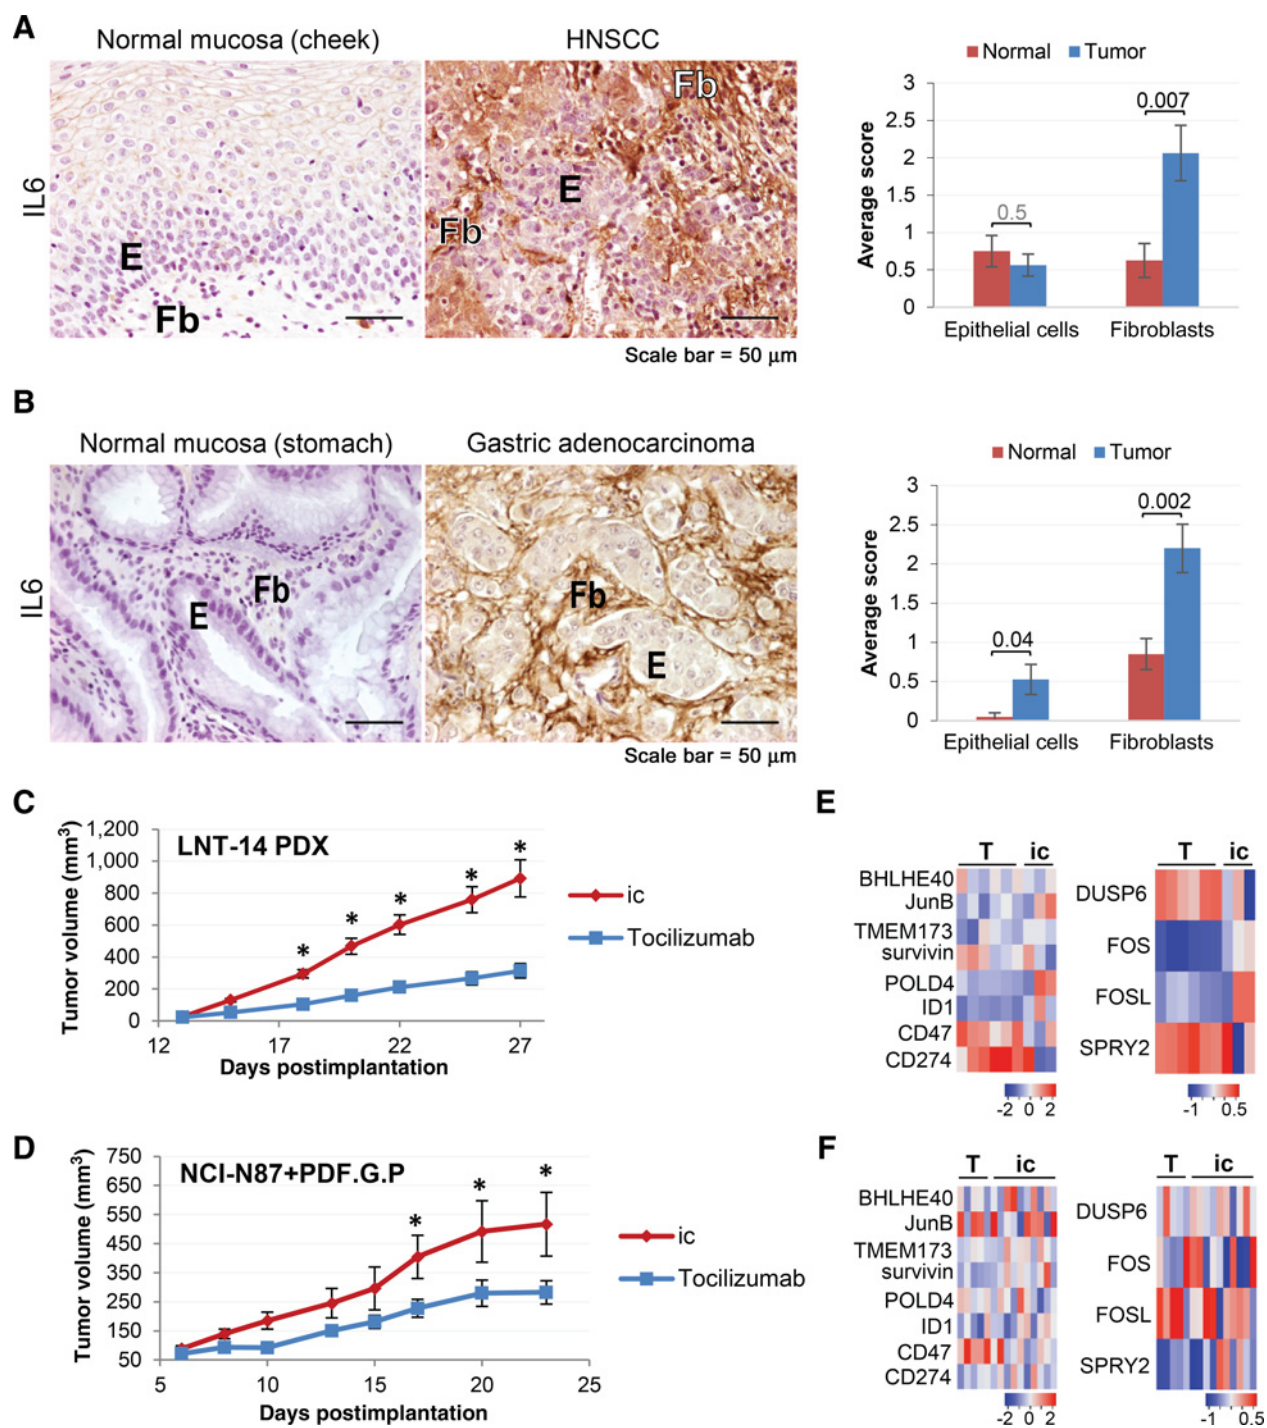 A
Normal mucosa (cheek)
HNSCC
IL6
E
Fb
Fb
E
Fb
Scale bar = 50 μm
Normal Tumor
Average score
3
2.5
2
1.5
1
0.5
0
0.5
0.007
Epithelial cells Fibroblasts
B
Normal mucosa (stomach)
Gastric adenocarcinoma
IL6
E
Fb
Fb
E
Scale bar = 50 μm
Normal Tumor
Average score
3
2.5
2
1.5
1
0.5
0
0.04
0.002
Epithelial cells Fibroblasts
C
LNT-14 PDX
Tumor volume (mm³)
1,200
1,000
800
600
400
200
0
12 17 22 27
Days postimplantation
* * * * *
ic
Tocilizumab
D
NCI-N87+PDF.G.P
Tumor volume (mm³)
750
650
550
450
350
250
150
50
5 10 15 20 25
Days postimplantation
* * *
ic
Tocilizumab
E
T ic
BHLHE40
JunB
TMEM173
survivin
POLD4
ID1
CD47
CD274
-2 0 2
T ic
DUSP6
FOS
FOSL
SPRY2
-1 0.5
F
T ic
BHLHE40
JunB
TMEM173
survivin
POLD4
ID1
CD47
CD274
-2 0 2
T ic
DUSP6
FOS
FOSL
SPRY2
-1 0.5